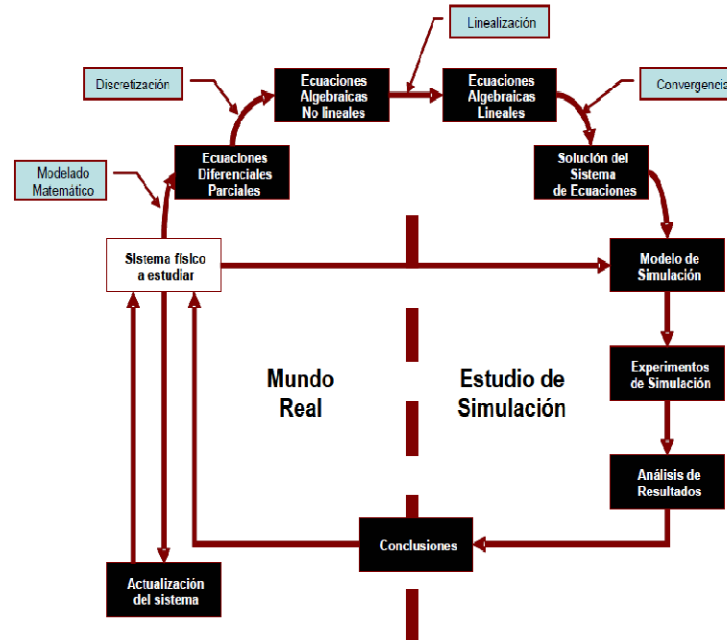 Linealización
Discretización
Ecuaciones
Algebraicas
No lineales
Ecuaciones
Algebraicas
Lineales
Convergencia
Modelado
Matemático
Ecuaciones
Diferenciales
Parciales
Solución del
Sistema
de Ecuaciones
Sistema físico
a estudiar
Modelo de
Simulación
Mundo
Real
Estudio de
Simulación
Experimentos
de Simulación
Análisis de
Resultados
Conclusiones
Actualización
del sistema